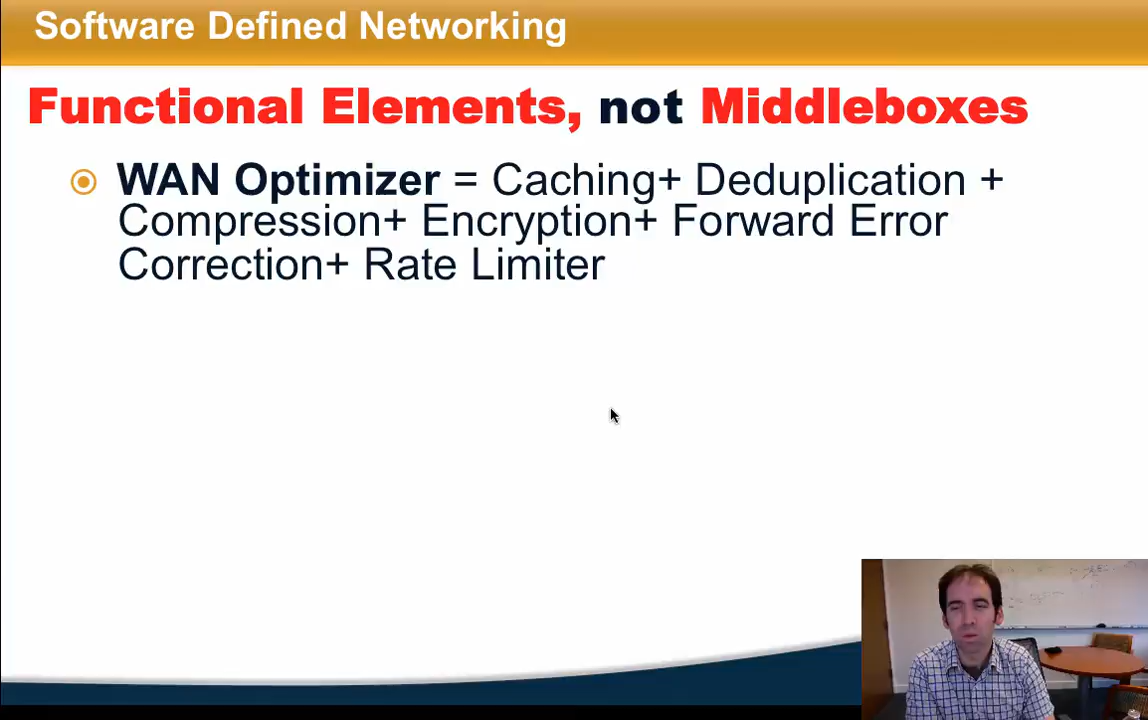 Software Defined Networking
Functional Elements, not Middleboxes
WAN Optimizer = Caching+ Deduplication +
Compression+ Encryption+ Forward Error
Correction+ Rate Limiter